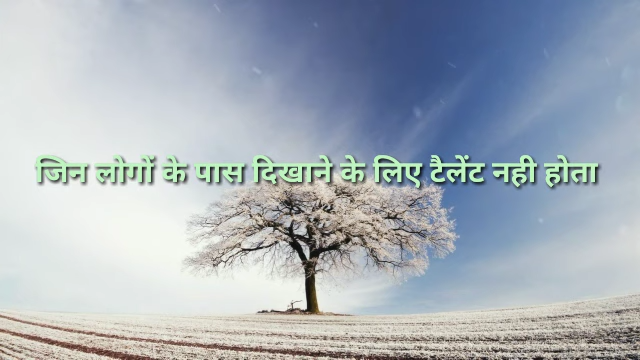 जिन लोगों के पास दिखाने के लिए टैलेंट नही होता